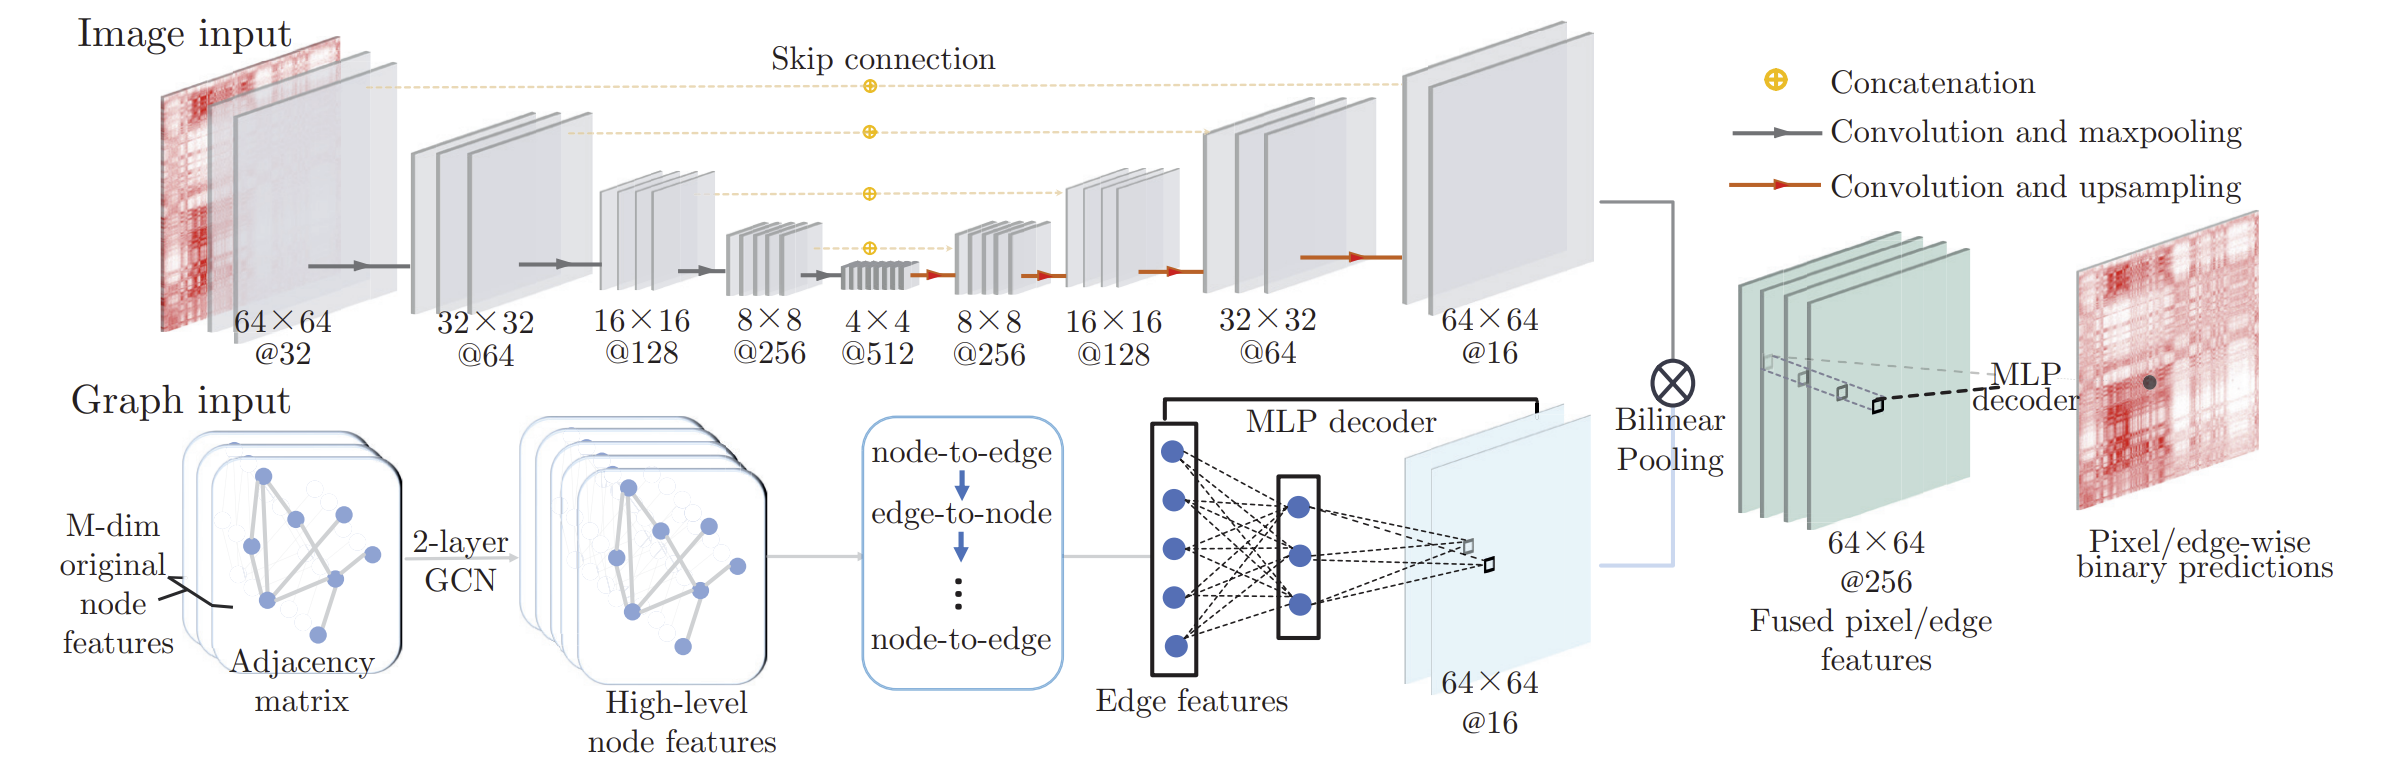 Image input
Skip connection
Concatenation
Convolution and maxpooling
Convolution and upsampling
64×64
@32
32×32
@64
16×16
@128
8×8
@256
4×4
@512
8×8
@256
16×16
@128
32×32
@64
64×64
@16
Graph input
M-dim
original
node
features
Adjacency
matrix
2-layer
GCN
High-level
node features
node-to-edge
edge-to-node
node-to-edge
Edge features
MLP decoder
64×64
@16
Bilinear
Pooling
MLP
decoder
64×64
@256
Fused pixel/edge
features
Pixel/edge-wise
binary predictions